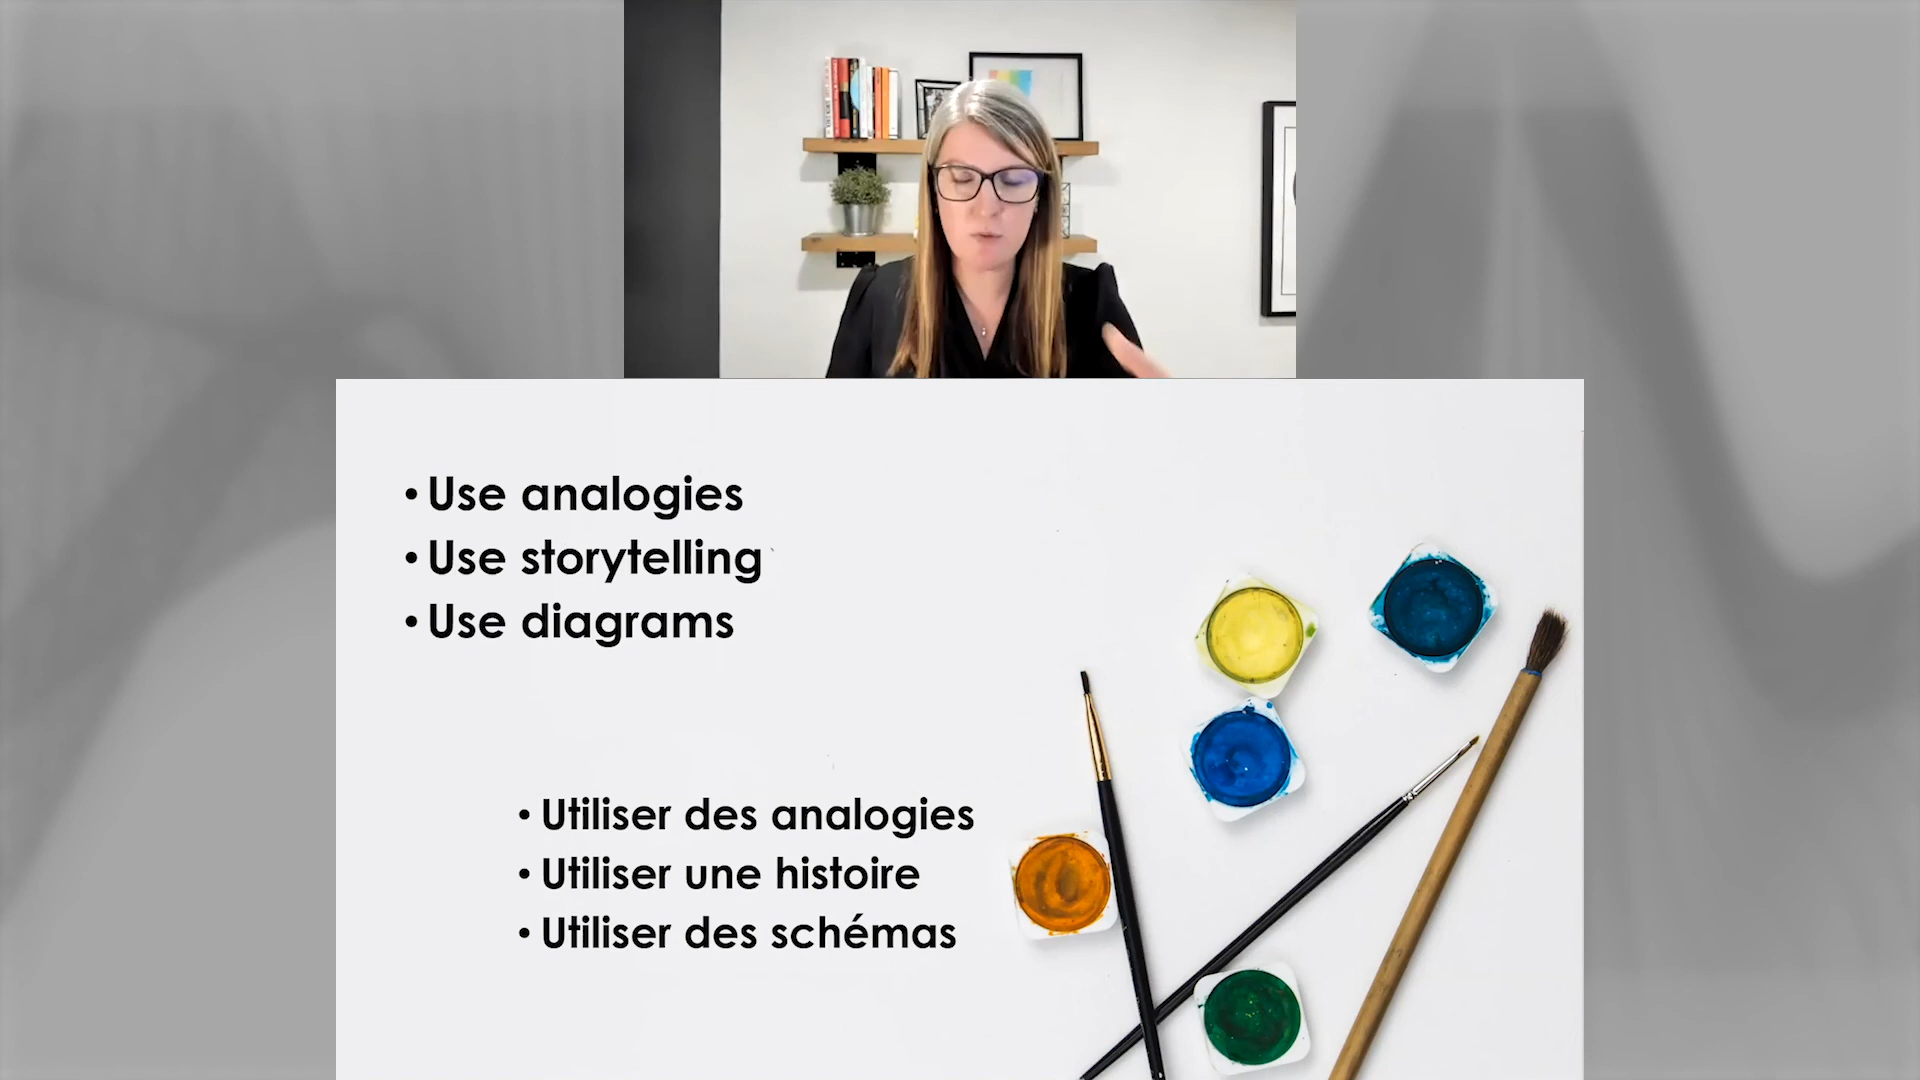 • Use analogies
• Use storytelling
• Use diagrams
• Utiliser des analogies
• Utiliser une histoire
• Utiliser des schémas